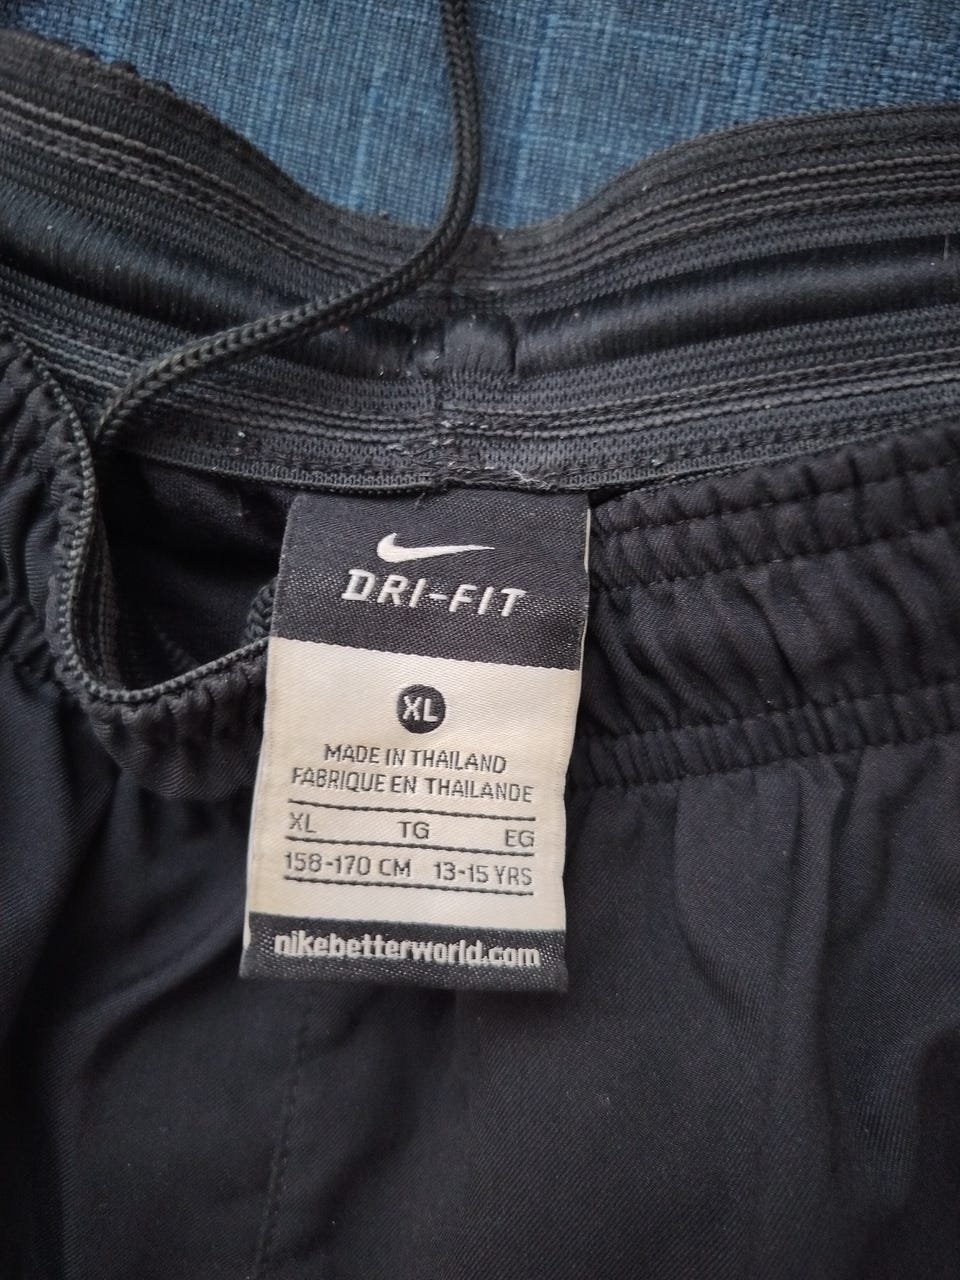 DRI-FIT
XL
MADE IN THAILAND
FABRIQUE EN THAILANDE
XL TG EG
158-170 CM 13-15 YRS
nikebetterworld.com